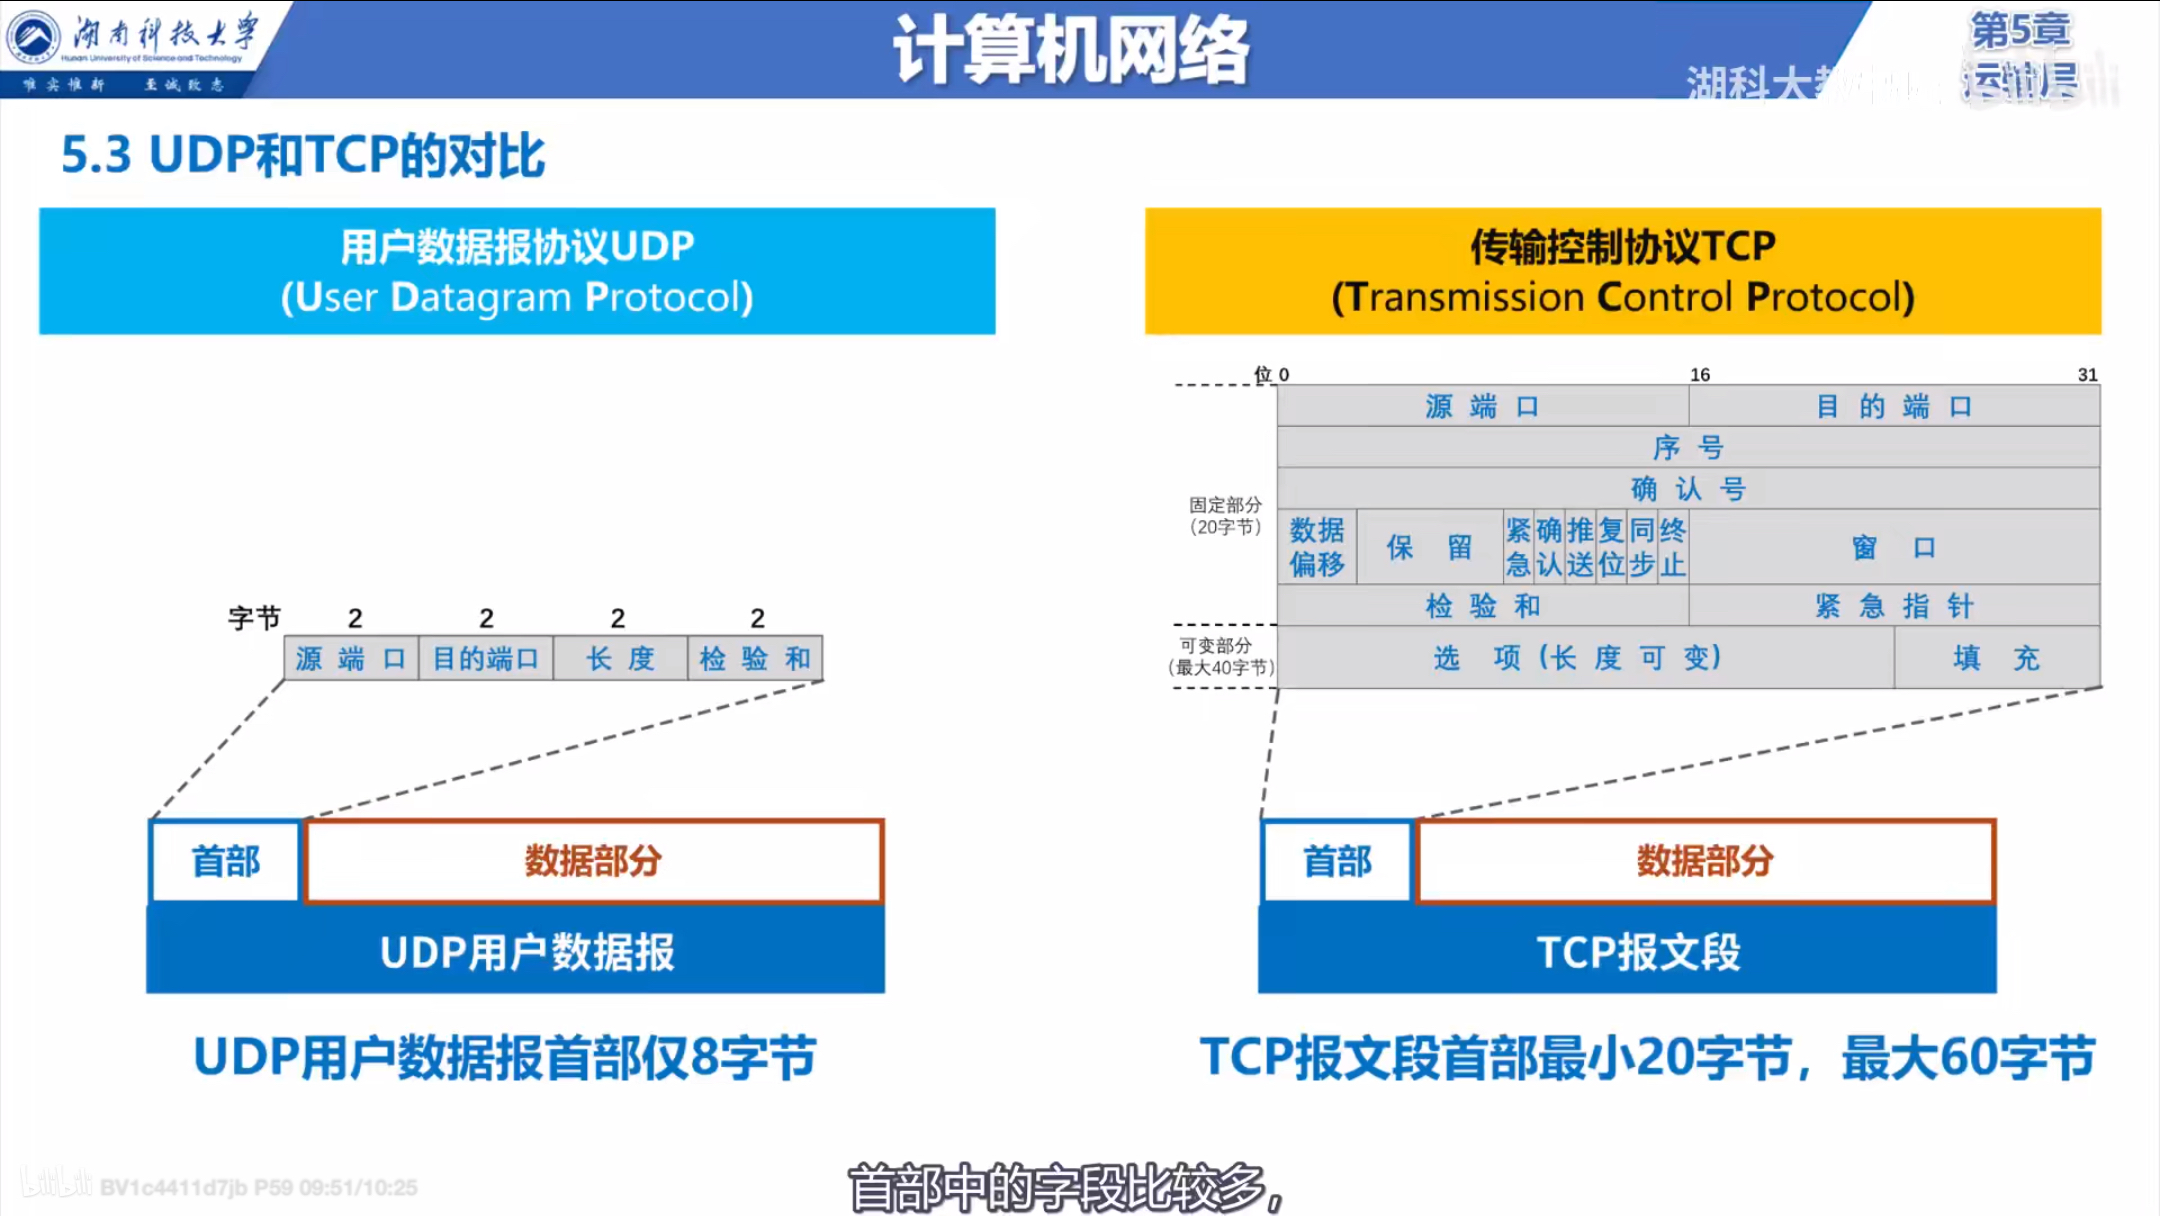 湖南科技大学
Hunan University of Science and Technology
唯实惟新 至诚致志
计算机网络
第5章
运输层
湖科大
5.3 UDP和TCP的对比
用户数据报协议UDP
(User Datagram Protocol)
字节 2 2 2 2
源端口 目的端口 长度 检验和
首部 数据部分
UDP用户数据报
UDP用户数据报首部仅8字节
传输控制协议TCP
(Transmission Control Protocol)
位 0 16 31
源端口 目的端口
序号
确认号
固定部分
(20字节)
数据偏移 保留 紧急 确认 推送 复位 同步 终止 窗口
检验和 紧急指针
可变部分
(最大40字节)
选项(长度可变) 填充
首部 数据部分
TCP报文段
TCP报文段首部最小20字节，最大60字节
首部中的字段比较多，
bilibili BV1c4411d7jb P59 09:51/10:25